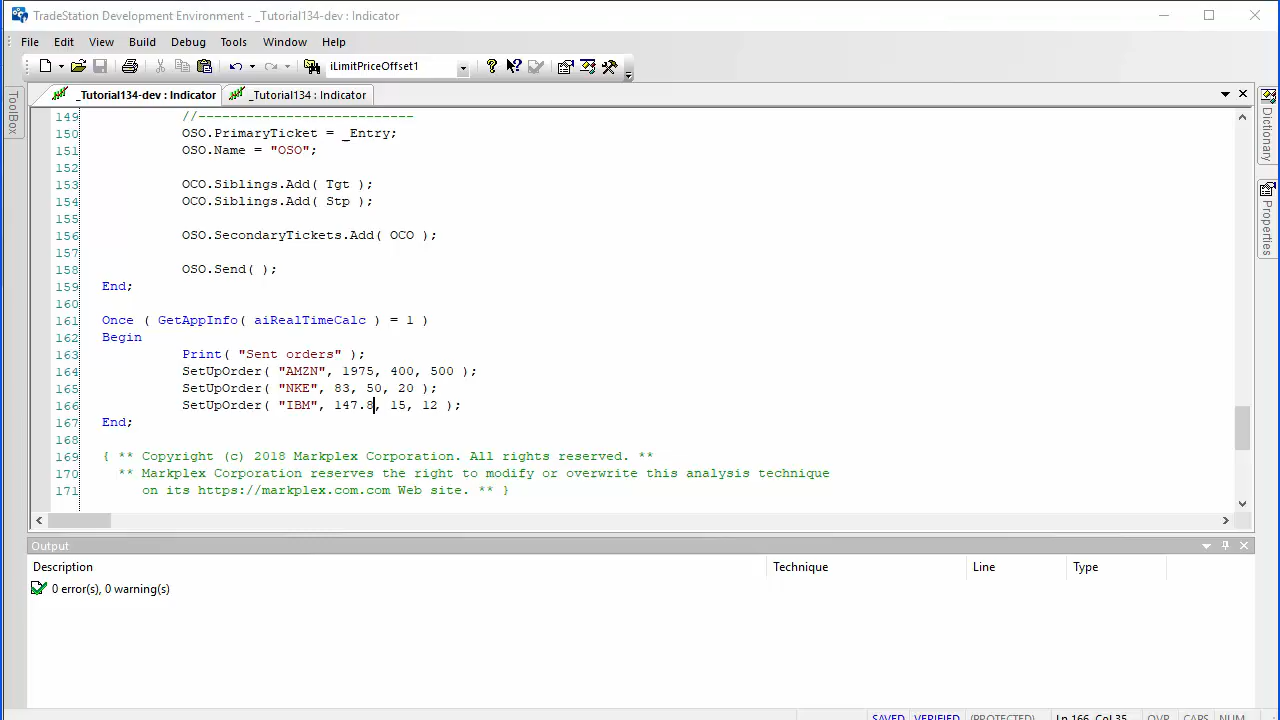 TradeStation Development Environment - _Tutorial134-dev : Indicator
File Edit View Build Debug Tools Window Help
iLimitPriceOffset1
_Tutorial134-dev : Indicator
_Tutorial134 : Indicator
ToolBox
Dictionary
Properties
149 //---------------------------
150 OSO.PrimaryTicket = _Entry;
151 OSO.Name = "OSO";
152
153 OCO.Siblings.Add( Tgt );
154 OCO.Siblings.Add( Stp );
155
156 OSO.SecondaryTickets.Add( OCO );
157
158 OSO.Send( );
159 End;
160
161 Once ( GetAppInfo( aiRealTimeCalc ) = 1 )
162 Begin
163 Print( "Sent orders" );
164 SetUpOrder( "AMZN", 1975, 400, 500 );
165 SetUpOrder( "NKE", 83, 50, 20 );
166 SetUpOrder( "IBM", 147.8, 15, 12 );
167 End;
168
169 { ** Copyright (c) 2018 Markplex Corporation. All rights reserved. **
170 ** Markplex Corporation reserves the right to modify or overwrite this analysis technique
171 on its https://markplex.com.com Web site. ** }
Output
Description Technique Line Type
0 error(s), 0 warning(s)
SAVED VERIFIED (PROTECTED) Ln 166, Col 35 OVR CAPS NUM